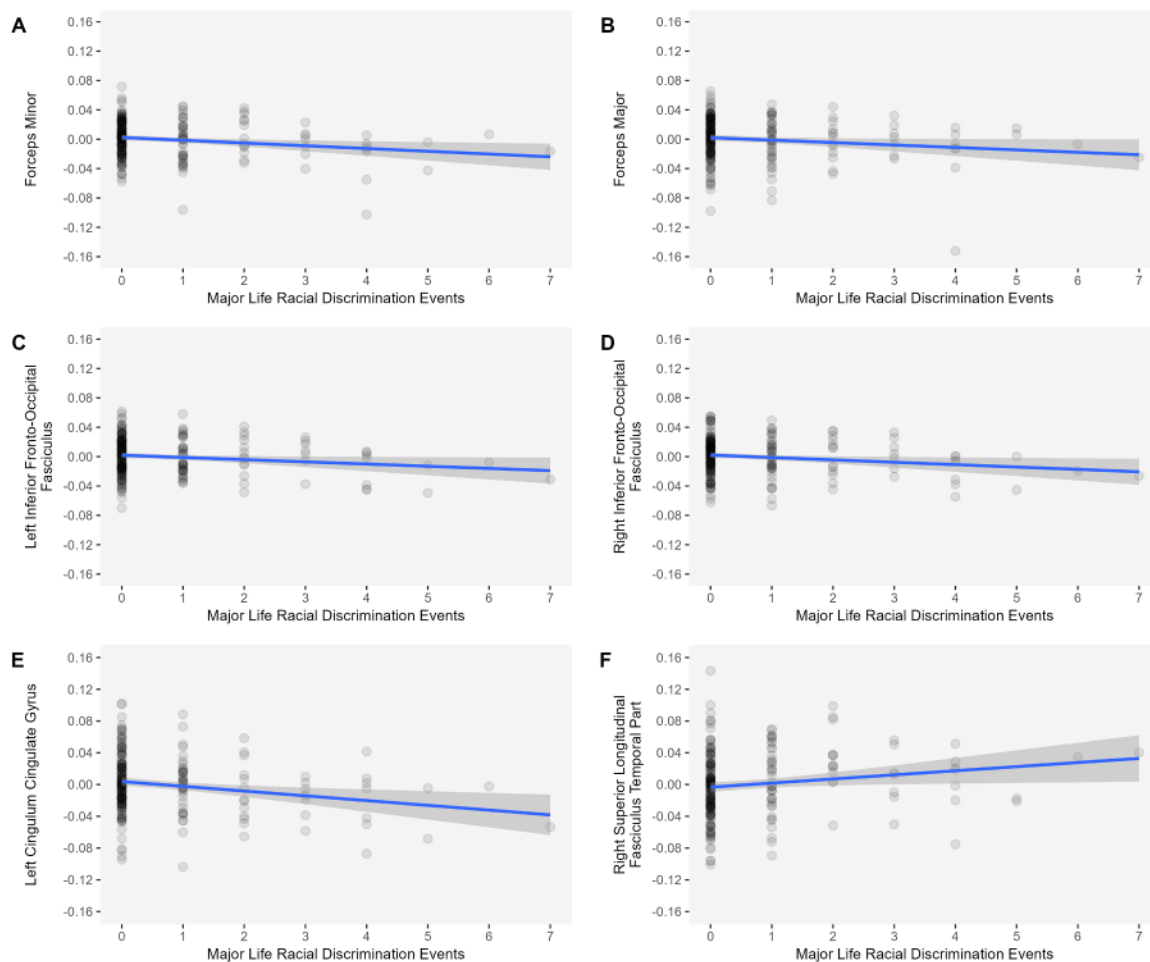 A
B
Forceps Minor
0.16
0.12
0.08
0.04
0.00
-0.04
-0.08
-0.12
-0.16
0 1 2 3 4 5 6 7
Major Life Racial Discrimination Events
Forceps Major
0.16
0.12
0.08
0.04
0.00
-0.04
-0.08
-0.12
-0.16
0 1 2 3 4 5 6 7
Major Life Racial Discrimination Events
C
D
Left Inferior Fronto-Occipital
Fasciculus
0.16
0.12
0.08
0.04
0.00
-0.04
-0.08
-0.12
-0.16
0 1 2 3 4 5 6 7
Major Life Racial Discrimination Events
Right Inferior Fronto-Occipital
Fasciculus
0.16
0.12
0.08
0.04
0.00
-0.04
-0.08
-0.12
-0.16
0 1 2 3 4 5 6 7
Major Life Racial Discrimination Events
E
F
Left Cingulum Cingulate Gyrus
0.16
0.12
0.08
0.04
0.00
-0.04
-0.08
-0.12
-0.16
0 1 2 3 4 5 6 7
Major Life Racial Discrimination Events
Right Superior Longitudinal
Fasciculus Temporal Part
0.16
0.12
0.08
0.04
0.00
-0.04
-0.08
-0.12
-0.16
0 1 2 3 4 5 6 7
Major Life Racial Discrimination Events